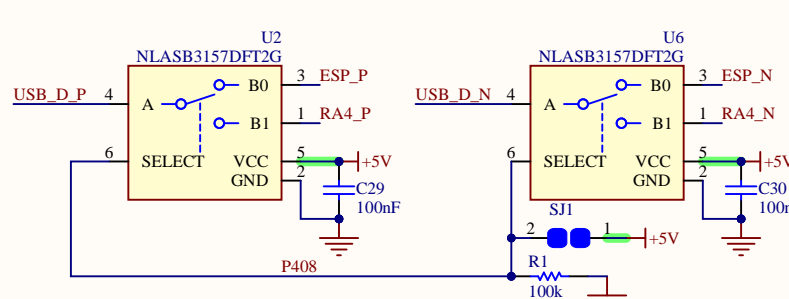 U2
NLASB3157DFT2G
USB_D_P
4
A
B0
3
ESP_P
B1
1
RA4_P
6
SELECT
VCC
5
+5V
GND
2
C29
100nF
U6
NLASB3157DFT2G
USB_D_N
4
A
B0
3
ESP_N
B1
1
RA4_N
6
SELECT
VCC
5
+5V
GND
2
C30
100n
SJ1
2
1
+5V
P408
R1
100k